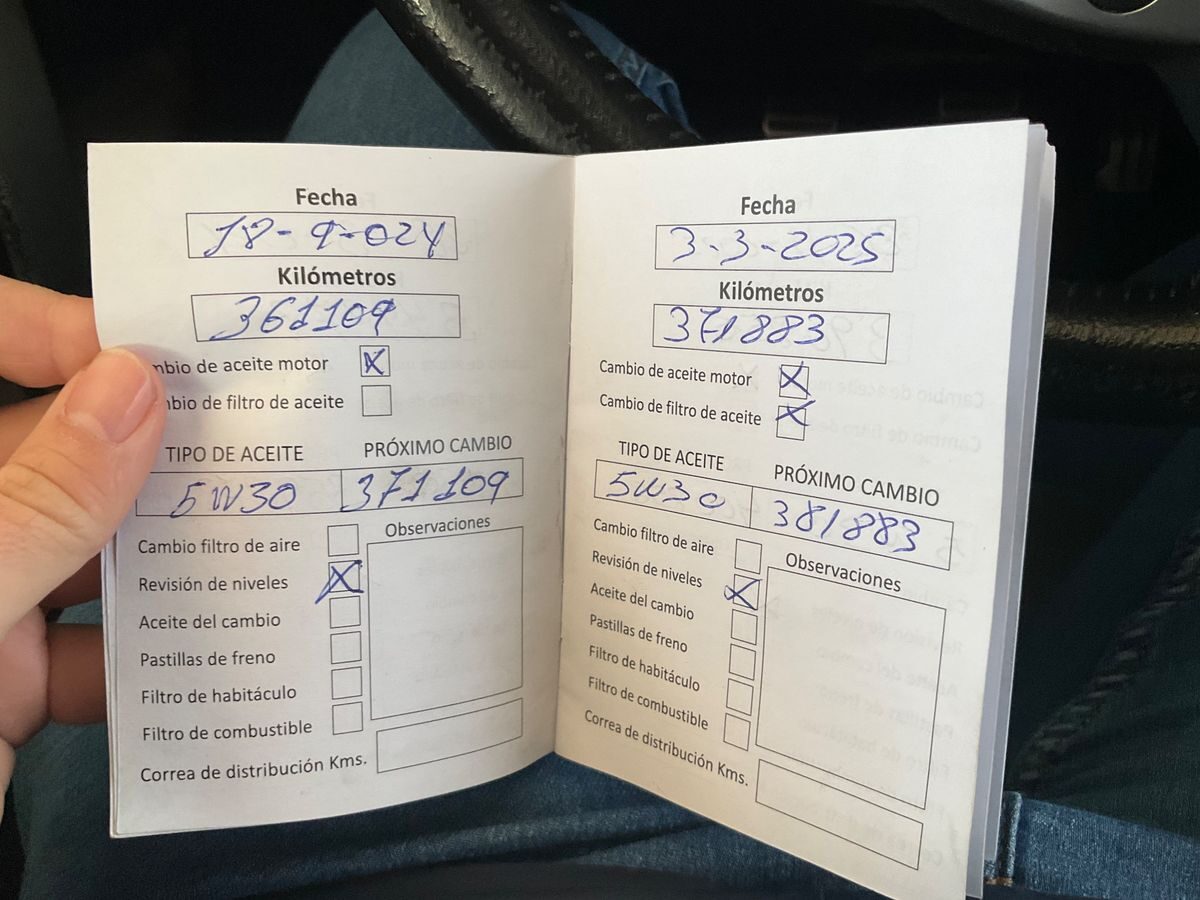 Fecha
18-9-024
Kilómetros
361109
mbio de aceite motor X
bio de filtro de aceite
TIPO DE ACEITE PRÓXIMO CAMBIO
5W30 371109
Cambio filtro de aire
Observaciones
Revisión de niveles X
Aceite del cambio
Pastillas de freno
Filtro de habitáculo
Filtro de combustible
Correa de distribución Kms.
Fecha
3-3-2025
Kilómetros
371883
Cambio de aceite motor X
Cambio de filtro de aceite X
TIPO DE ACEITE PRÓXIMO CAMBIO
5W30 381883
Cambio filtro de aire
Observaciones
Revisión de niveles X
Aceite del cambio
Pastillas de freno
Filtro de habitáculo
Filtro de combustible
Correa de distribución Kms.